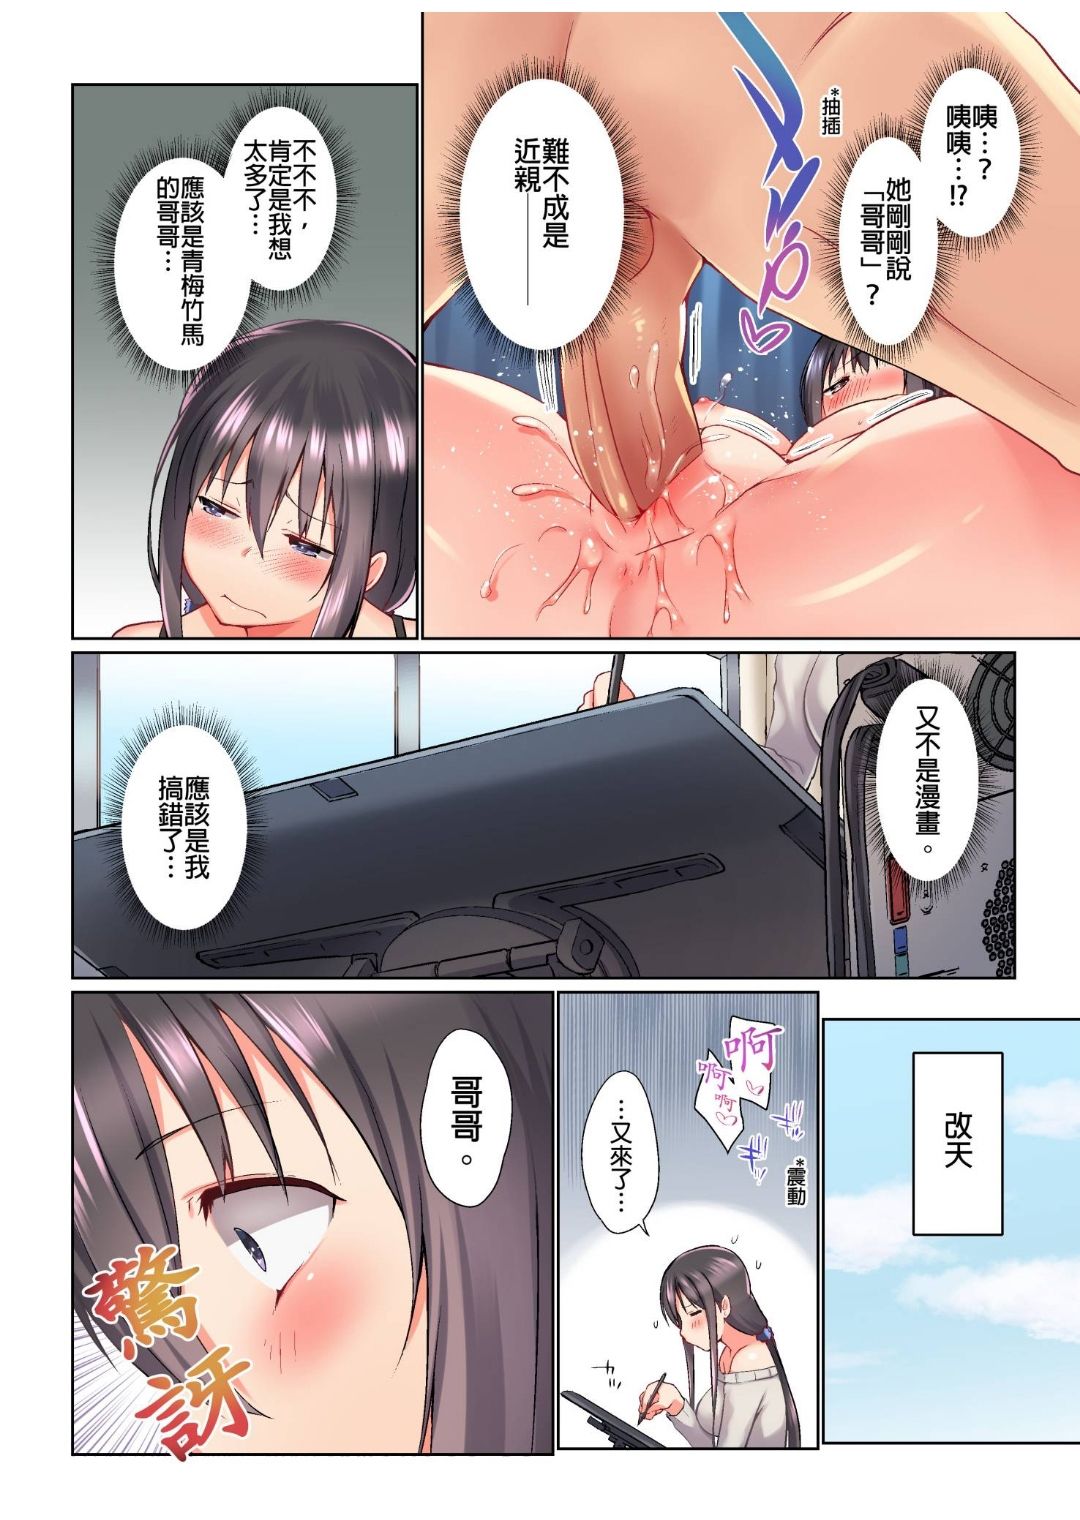 咦…?
咦咦…!?
她剛剛說
「哥哥」?
*抽插
難不成是
近親——
不不不，
肯定是我想
太多了…
應該是青梅竹馬
的哥哥…
又不是漫畫。
應該是我
搞錯了…
改天
啊
啊啊
*震動
…又來了…
哥哥。
驚訝